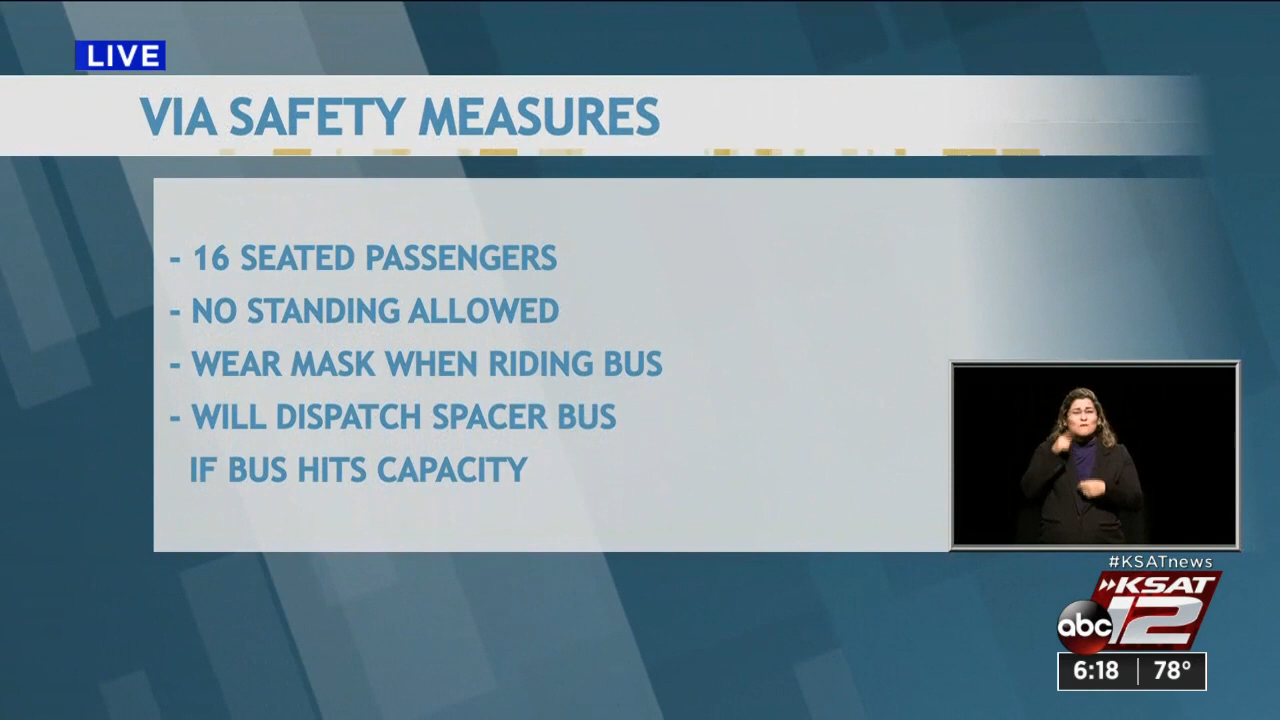 LIVE
VIA SAFETY MEASURES
- 16 SEATED PASSENGERS
- NO STANDING ALLOWED
- WEAR MASK WHEN RIDING BUS
- WILL DISPATCH SPACER BUS
IF BUS HITS CAPACITY
#KSATnews
KSAT
abc 12
6:18 78°